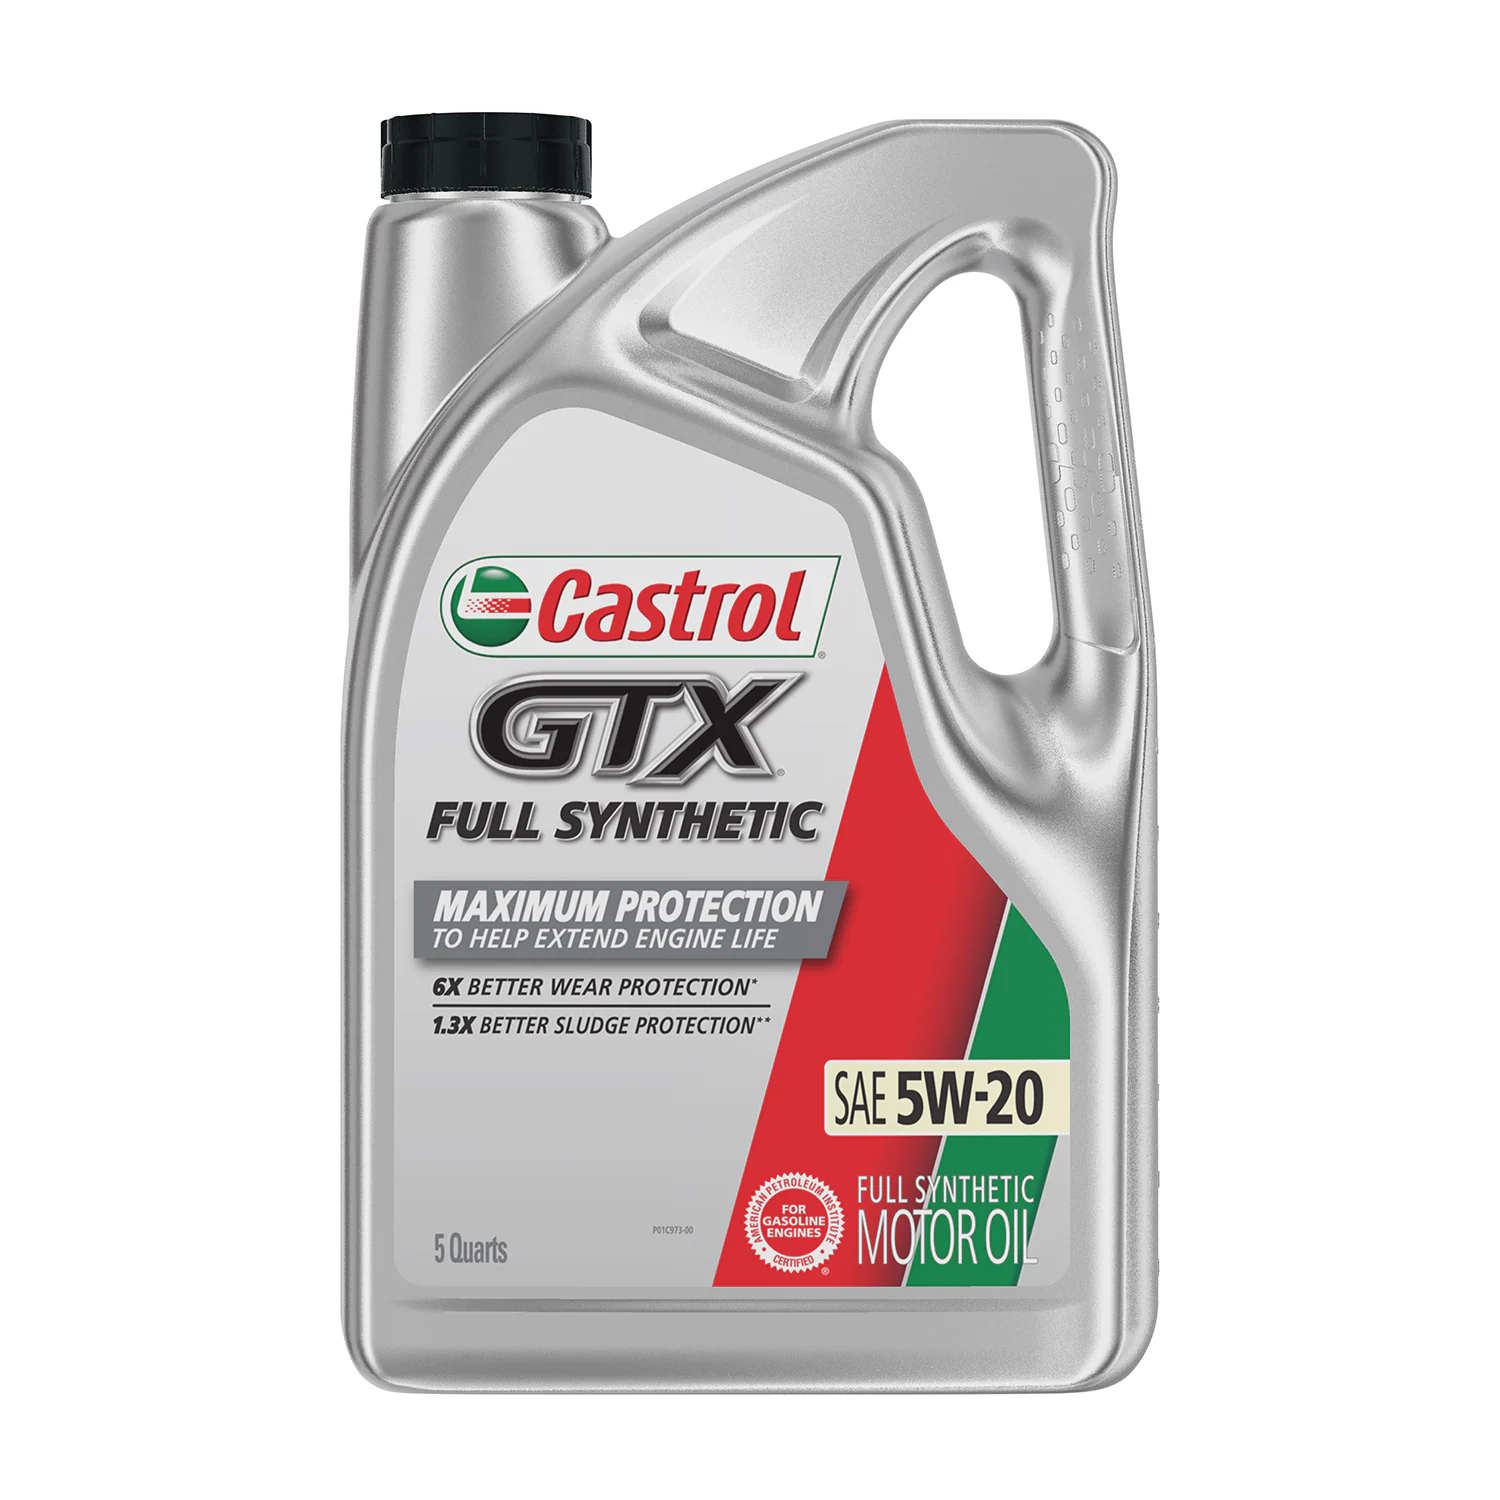 Castrol®
GTX®
FULL SYNTHETIC
MAXIMUM PROTECTION
TO HELP EXTEND ENGINE LIFE
6X BETTER WEAR PROTECTION*
1.3X BETTER SLUDGE PROTECTION**
SAE 5W-20
FULL SYNTHETIC
MOTOR OIL
AMERICAN PETROLEUM INSTITUTE
FOR
GASOLINE
ENGINES
CERTIFIED
®
P01C973-00
5 Quarts